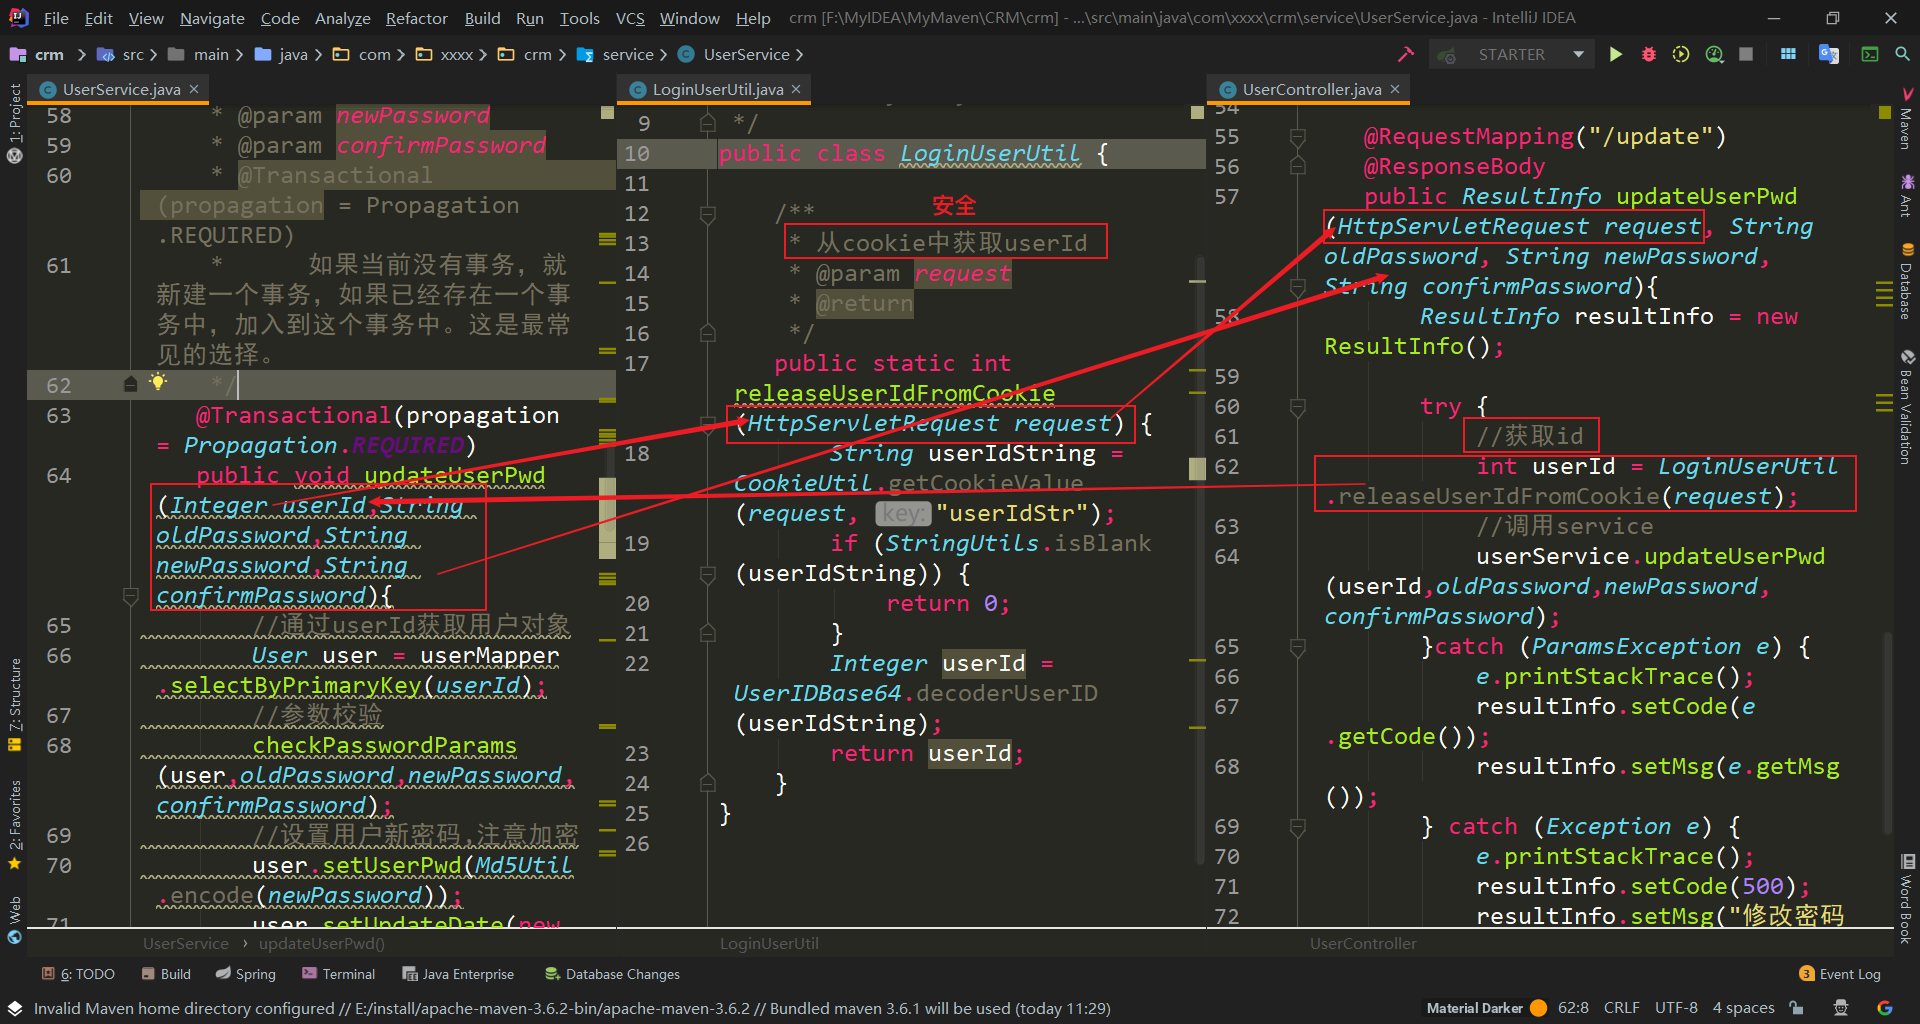 File Edit View Navigate Code Analyze Refactor Build Run Tools VCS Window Help crm [F:\MyIDEA\MyMaven\CRM\crm] - ...\src\main\java\com\xxxx\crm\service\UserService.java - IntelliJ IDEA
crm src main java com xxxx crm service UserService STARTER
1: Project
7: Structure
2: Favorites
Web
UserService.java
58 * @param newPassword
59 * @param confirmPassword
60 * @Transactional
(propagation = Propagation
.REQUIRED)
61 * 如果当前没有事务，就
新建一个事务，如果已经存在一个事
务中，加入到这个事务中。这是最常
见的选择。
62 */
63 @Transactional(propagation
= Propagation.REQUIRED)
64 public void updateUserPwd
(Integer userId,String
oldPassword,String
newPassword,String
confirmPassword){
65 //通过userId获取用户对象
66 User user = userMapper
.selectByPrimaryKey(userId);
67 //参数校验
68 checkPasswordParams
(user,oldPassword,newPassword,
confirmPassword);
69 //设置用户新密码,注意加密
70 user.setUserPwd(Md5Util
.encode(newPassword));
71 user.setUpdateDate(new
UserService › updateUserPwd()
LoginUserUtil.java
9 */
10 public class LoginUserUtil {
11
12 /**
安全
13 * 从cookie中获取userId
14 * @param request
15 * @return
16 */
17 public static int
releaseUserIdFromCookie
(HttpServletRequest request) {
18 String userIdString =
CookieUtil.getCookieValue
(request, key: "userIdStr");
19 if (StringUtils.isBlank
(userIdString)) {
20 return 0;
21 }
22 Integer userId =
UserIDBase64.decoderUserID
(userIdString);
23 return userId;
24 }
25 }
26
LoginUserUtil
UserController.java
54
55 @RequestMapping("/update")
56 @ResponseBody
57 public ResultInfo updateUserPwd
(HttpServletRequest request, String
oldPassword, String newPassword,
String confirmPassword){
58 ResultInfo resultInfo = new
ResultInfo();
59
60 try {
61 //获取id
62 int userId = LoginUserUtil
.releaseUserIdFromCookie(request);
63 //调用service
64 userService.updateUserPwd
(userId,oldPassword,newPassword,
confirmPassword);
65 }catch (ParamsException e) {
66 e.printStackTrace();
67 resultInfo.setCode(e
.getCode());
68 resultInfo.setMsg(e.getMsg
());
69 } catch (Exception e) {
70 e.printStackTrace();
71 resultInfo.setCode(500);
72 resultInfo.setMsg("修改密码
UserController
Maven
Ant
Database
Bean Validation
Word Book
6: TODO Build Spring Terminal Java Enterprise Database Changes 3 Event Log
Invalid Maven home directory configured // E:/install/apache-maven-3.6.2-bin/apache-maven-3.6.2 // Bundled maven 3.6.1 will be used (today 11:29) Material Darker 62:8 CRLF UTF-8 4 spaces